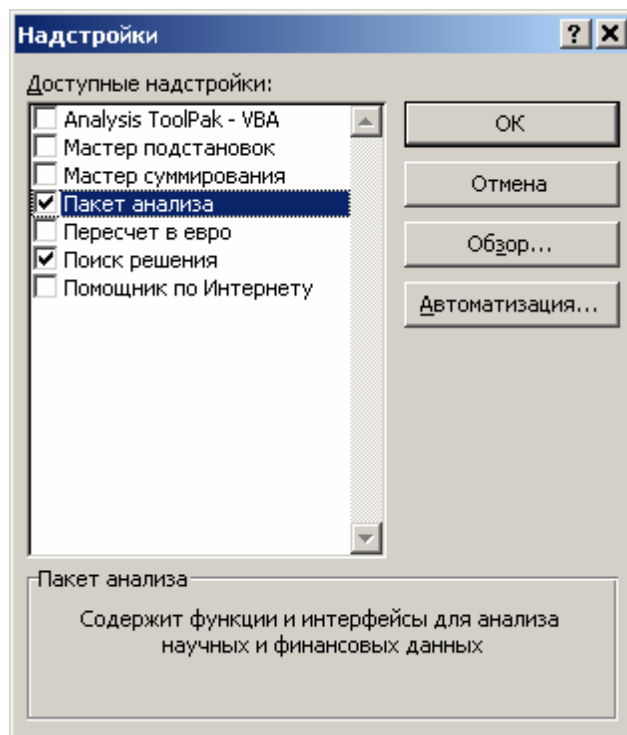 Надстройки
Доступные надстройки:
Analysis ToolPak - VBA
Мастер подстановок
Мастер суммирования
Пакет анализа
Пересчет в евро
Поиск решения
Помощник по Интернету
ОК
Отмена
Обзор...
Автоматизация...
Пакет анализа
Содержит функции и интерфейсы для анализа
научных и финансовых данных